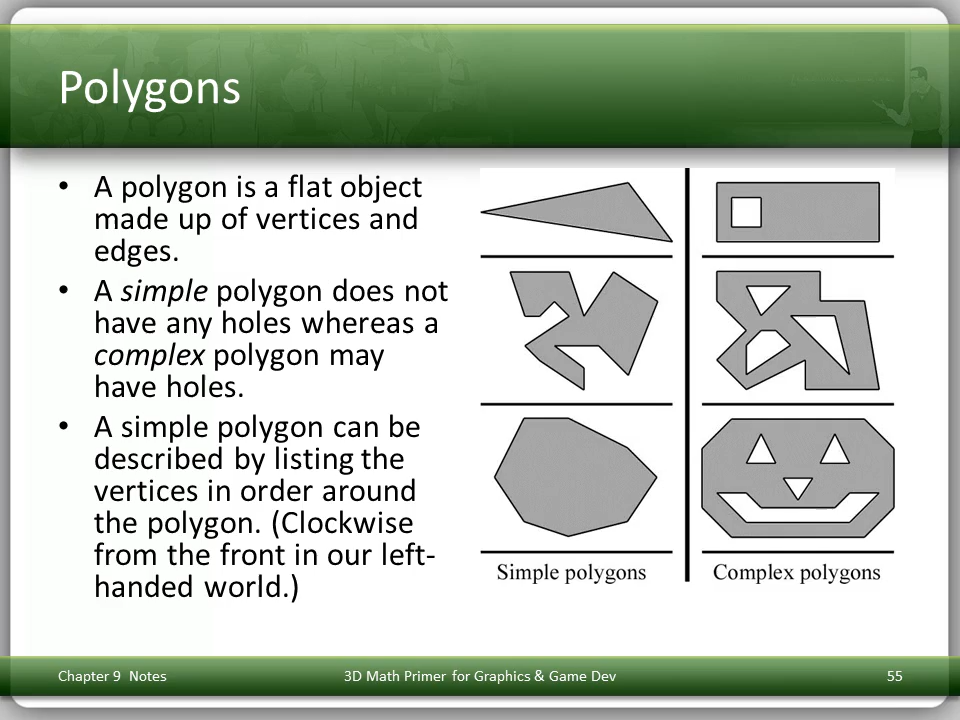 Polygons
• A polygon is a flat object
made up of vertices and
edges.
• A simple polygon does not
have any holes whereas a
complex polygon may
have holes.
• A simple polygon can be
described by listing the
vertices in order around
the polygon. (Clockwise
from the front in our left-
handed world.)
Simple polygons
Complex polygons
Chapter 9 Notes
3D Math Primer for Graphics & Game Dev
55